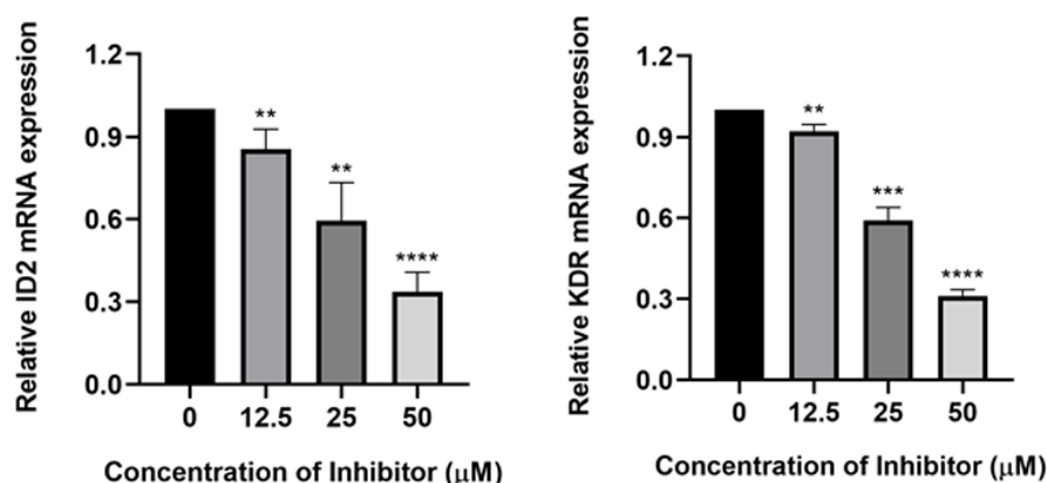 Relative ID2 mRNA expression
1.2
0.9
0.6
0.3
0.0
**
**
****
0 12.5 25 50
Concentration of Inhibitor (μM)
Relative KDR mRNA expression
1.2
0.9
0.6
0.3
0.0
**
***
****
0 12.5 25 50
Concentration of Inhibitor (μM)